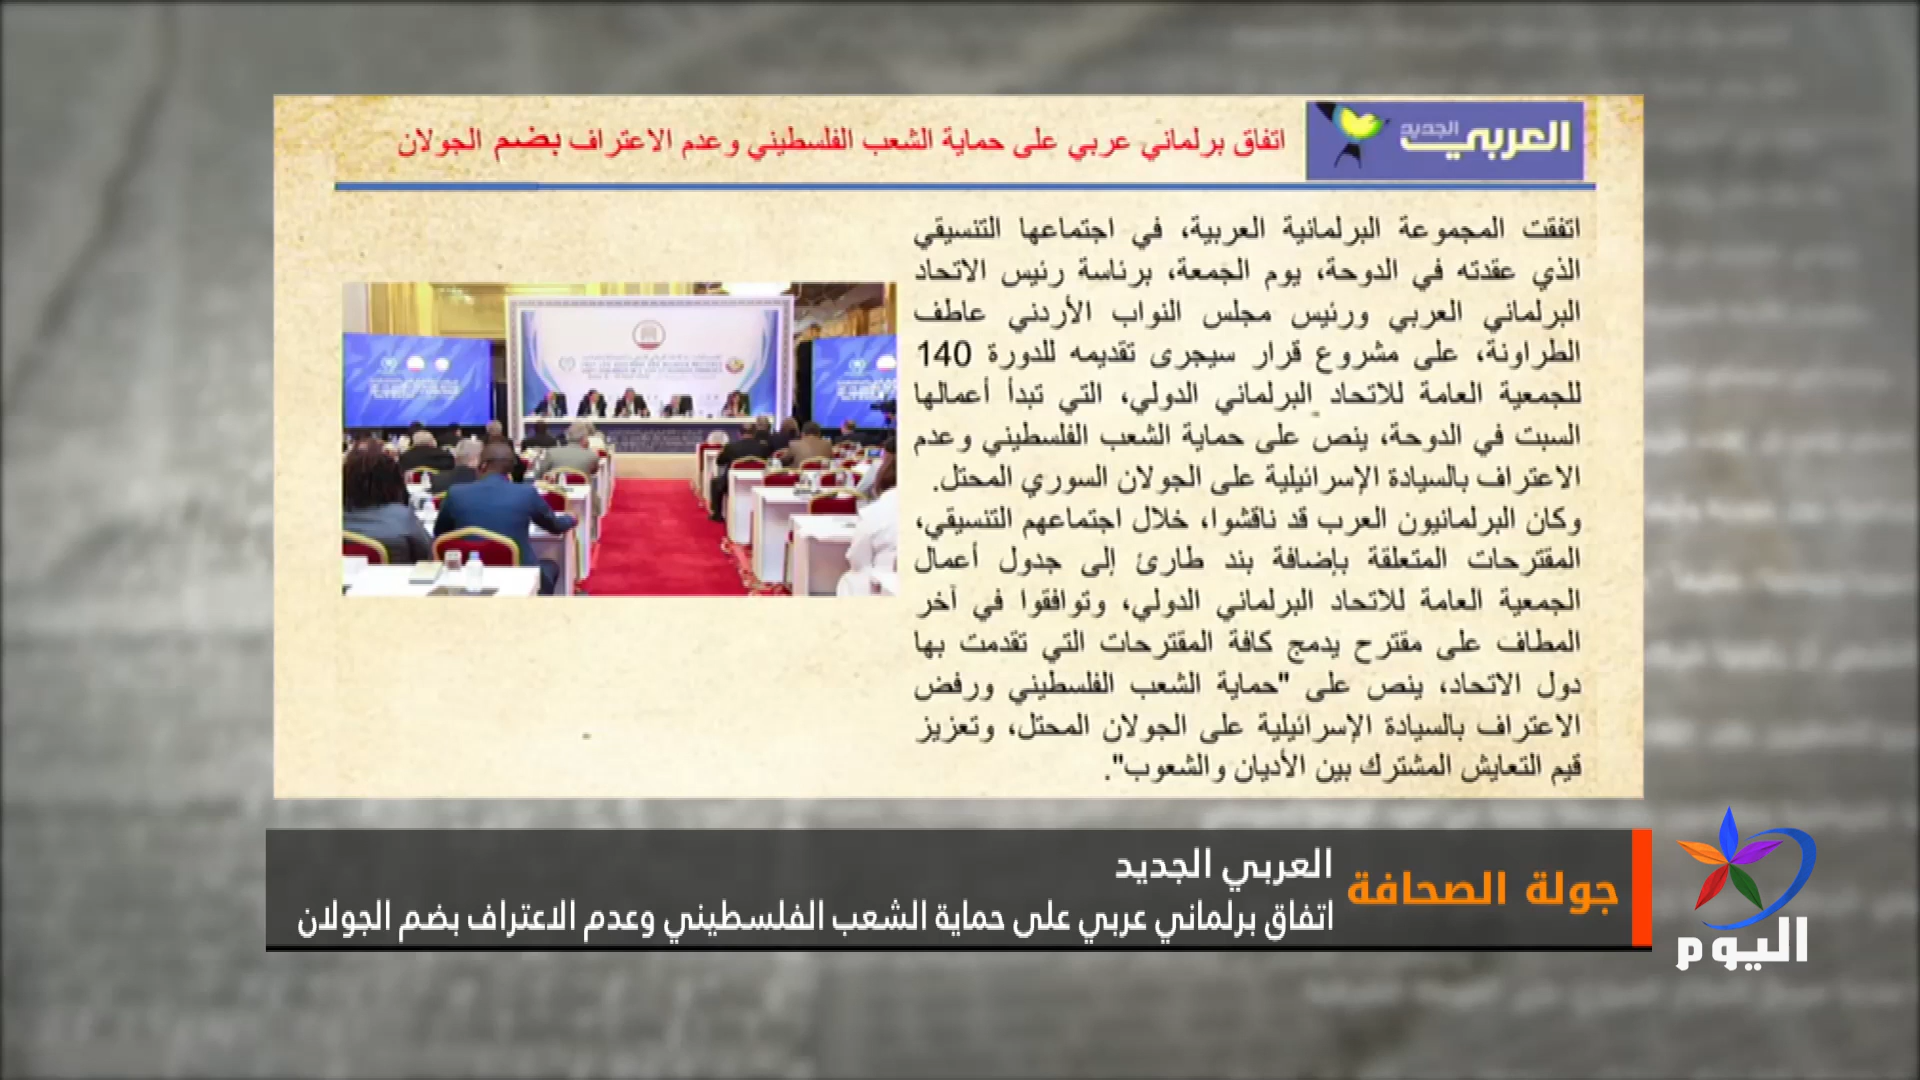 العربي الجديد
اتفاق برلماني عربي على حماية الشعب الفلسطيني وعدم الاعتراف بضم الجولان
اتفقت المجموعة البرلمانية العربية، في اجتماعها التنسيقي
الذي عقدته في الدوحة، يوم الجمعة، برئاسة رئيس الاتحاد
البرلماني العربي ورئيس مجلس النواب الأردني عاطف
الطراونة، على مشروع قرار سيجرى تقديمه للدورة 140
للجمعية العامة للاتحاد البرلماني الدولي، التي تبدأ أعمالها
السبت في الدوحة، ينص على حماية الشعب الفلسطيني وعدم
الاعتراف بالسيادة الإسرائيلية على الجولان السوري المحتل.
وكان البرلمانيون العرب قد ناقشوا، خلال اجتماعهم التنسيقي،
المقترحات المتعلقة بإضافة بند طارئ إلى جدول أعمال
الجمعية العامة للاتحاد البرلماني الدولي، وتوافقوا في آخر
المطاف على مقترح يدمج كافة المقترحات التي تقدمت بها
دول الاتحاد، ينص على "حماية الشعب الفلسطيني ورفض
الاعتراف بالسيادة الإسرائيلية على الجولان المحتل، وتعزيز
قيم التعايش المشترك بين الأديان والشعوب".
جولة الصحافة
العربي الجديد
اتفاق برلماني عربي على حماية الشعب الفلسطيني وعدم الاعتراف بضم الجولان
اليوم